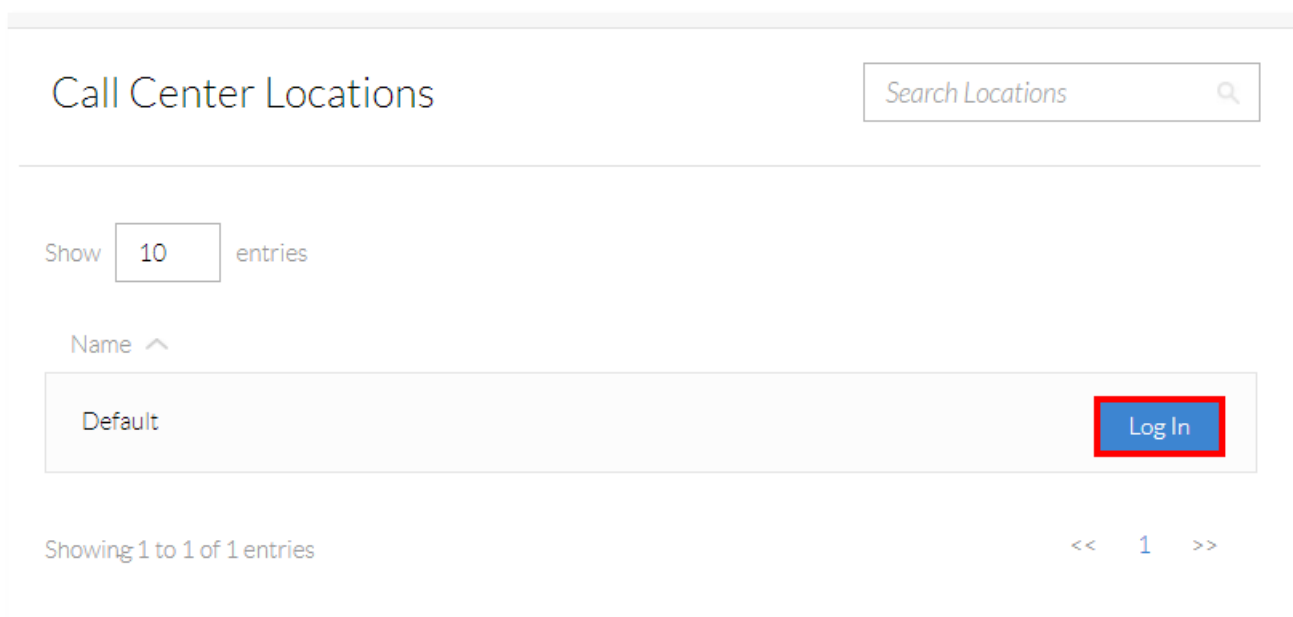 Call Center Locations
Search Locations
Show 10 entries
Name
Default
Log In
Showing 1 to 1 of 1 entries
<< 1 >>